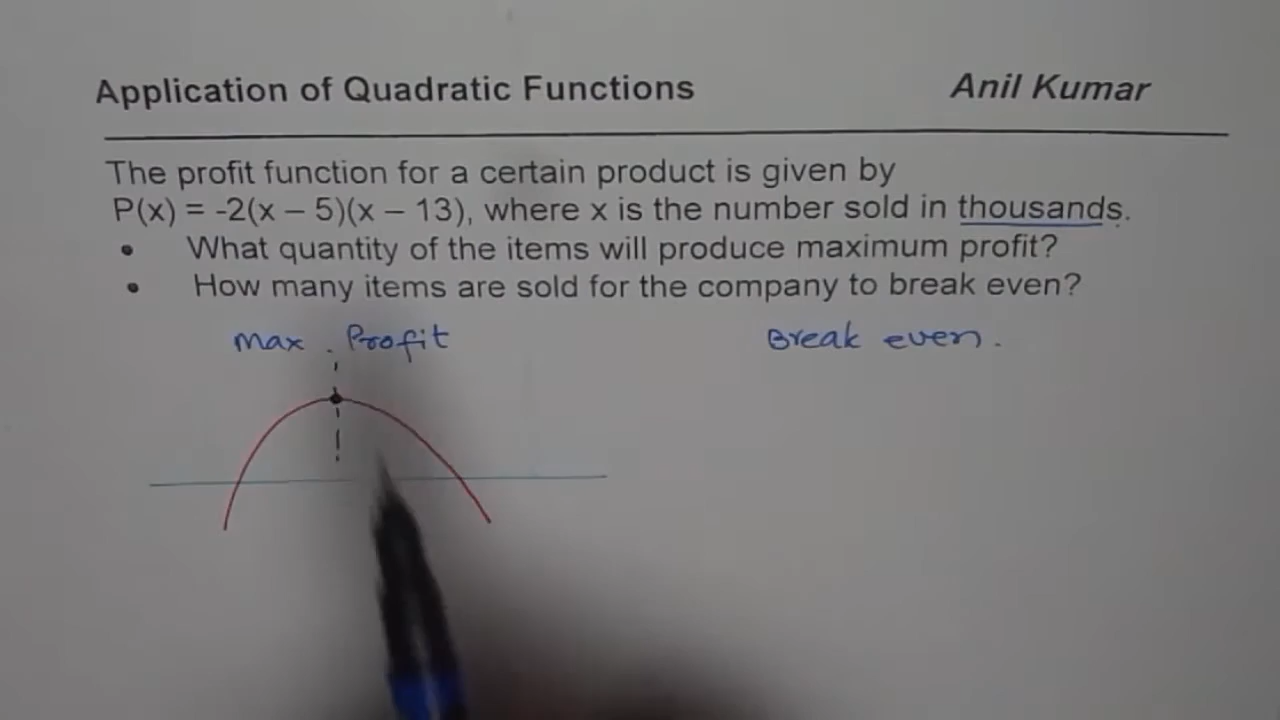 Application of Quadratic Functions Anil Kumar
The profit function for a certain product is given by
P(x) = -2(x – 5)(x – 13), where x is the number sold in thousands.
• What quantity of the items will produce maximum profit?
• How many items are sold for the company to break even?
max . Profit Break even.